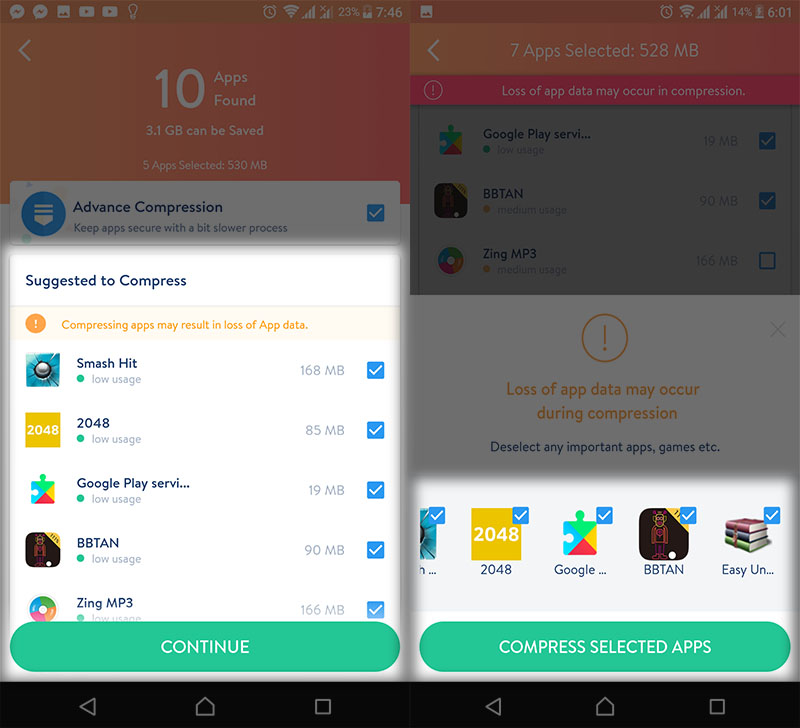 23% 7:46
10 Apps Found
3.1 GB can be Saved
5 Apps Selected: 530 MB
Advance Compression
Keep apps secure with a bit slower process
Suggested to Compress
! Compressing apps may result in loss of App data.
Smash Hit
low usage
168 MB
2048
2048
low usage
85 MB
Google Play servi...
low usage
19 MB
BBTAN
low usage
90 MB
Zing MP3
low usage
166 MB
CONTINUE
14% 6:01
7 Apps Selected: 528 MB
! Loss of app data may occur in compression.
Google Play servi...
low usage
19 MB
BBTAN
medium usage
90 MB
Zing MP3
medium usage
166 MB
!
Loss of app data may occur
during compression
Deselect any important apps, games etc.
2048
h ...
2048
Google ...
BBTAN
Easy Un...
COMPRESS SELECTED APPS